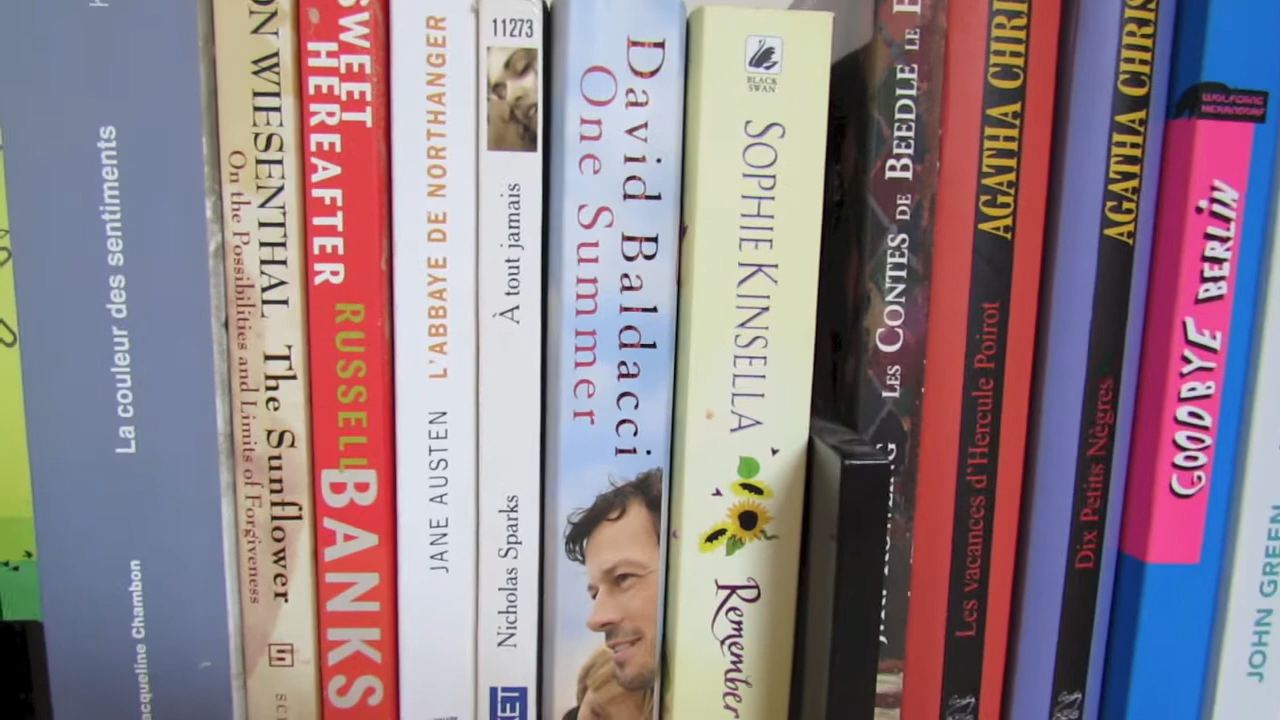 La couleur des sentiments
Jacqueline Chambon
WIESENTHAL The Sunflower
On the Possibilities and Limits of Forgiveness
SWEET
HEREAFTER
RUSSELL
BANKS
JANE AUSTEN L'ABBAYE DE NORTHANGER
11273
À tout jamais
Nicholas Sparks
David Baldacci
One Summer
BLACK
SWAN
SOPHIE KINSELLA
Remember
LES CONTES DE BEEDLE LE
AGATHA
Les vacances d'Hercule Poirot
AGATHA
Dix Petits Nègres
WOLFGANG
HERRNDORF
GOODBYE BERLIN
JOHN GREEN